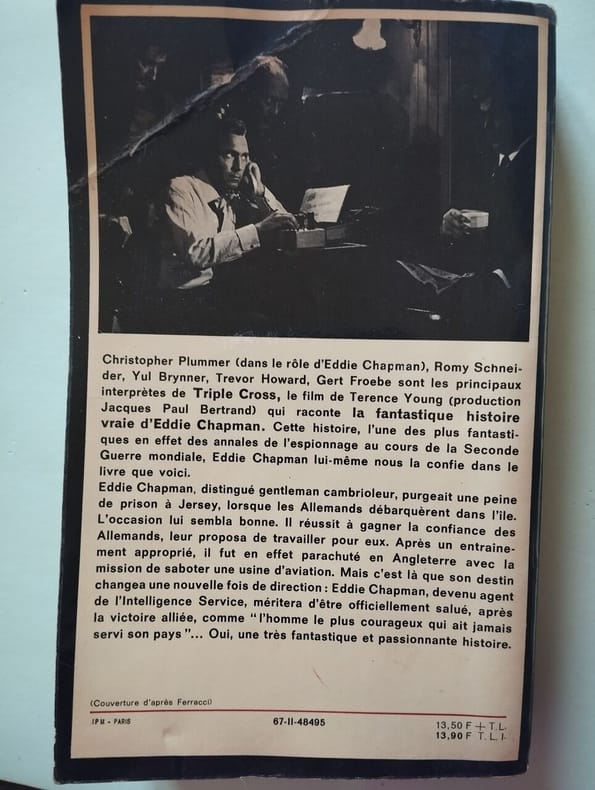 Christopher Plummer (dans le rôle d'Eddie Chapman), Romy Schnei-
der, Yul Brynner, Trevor Howard, Gert Froebe sont les principaux
interprètes de Triple Cross, le film de Terence Young (production
Jacques Paul Bertrand) qui raconte la fantastique histoire
vraie d'Eddie Chapman. Cette histoire, l'une des plus fantasti-
ques en effet des annales de l'espionnage au cours de la Seconde
Guerre mondiale, Eddie Chapman lui-même nous la confie dans le
livre que voici.
Eddie Chapman, distingué gentleman cambrioleur, purgeait une peine
de prison à Jersey, lorsque les Allemands débarquèrent dans l'île.
L'occasion lui sembla bonne. Il réussit à gagner la confiance des
Allemands, leur proposa de travailler pour eux. Après un entraine-
ment approprié, il fut en effet parachuté en Angleterre avec la
mission de saboter une usine d'aviation. Mais c'est là que son destin
changea une nouvelle fois de direction : Eddie Chapman, devenu agent
de l'Intelligence Service, méritera d'être officiellement salué, après
la victoire alliée, comme "l'homme le plus courageux qui ait jamais
servi son pays"... Oui, une très fantastique et passionnante histoire.
(Couverture d'après Ferracci)
IPM - PARIS 67-II-48495 13,50 F + T.L.
13,90 F T.L.I.